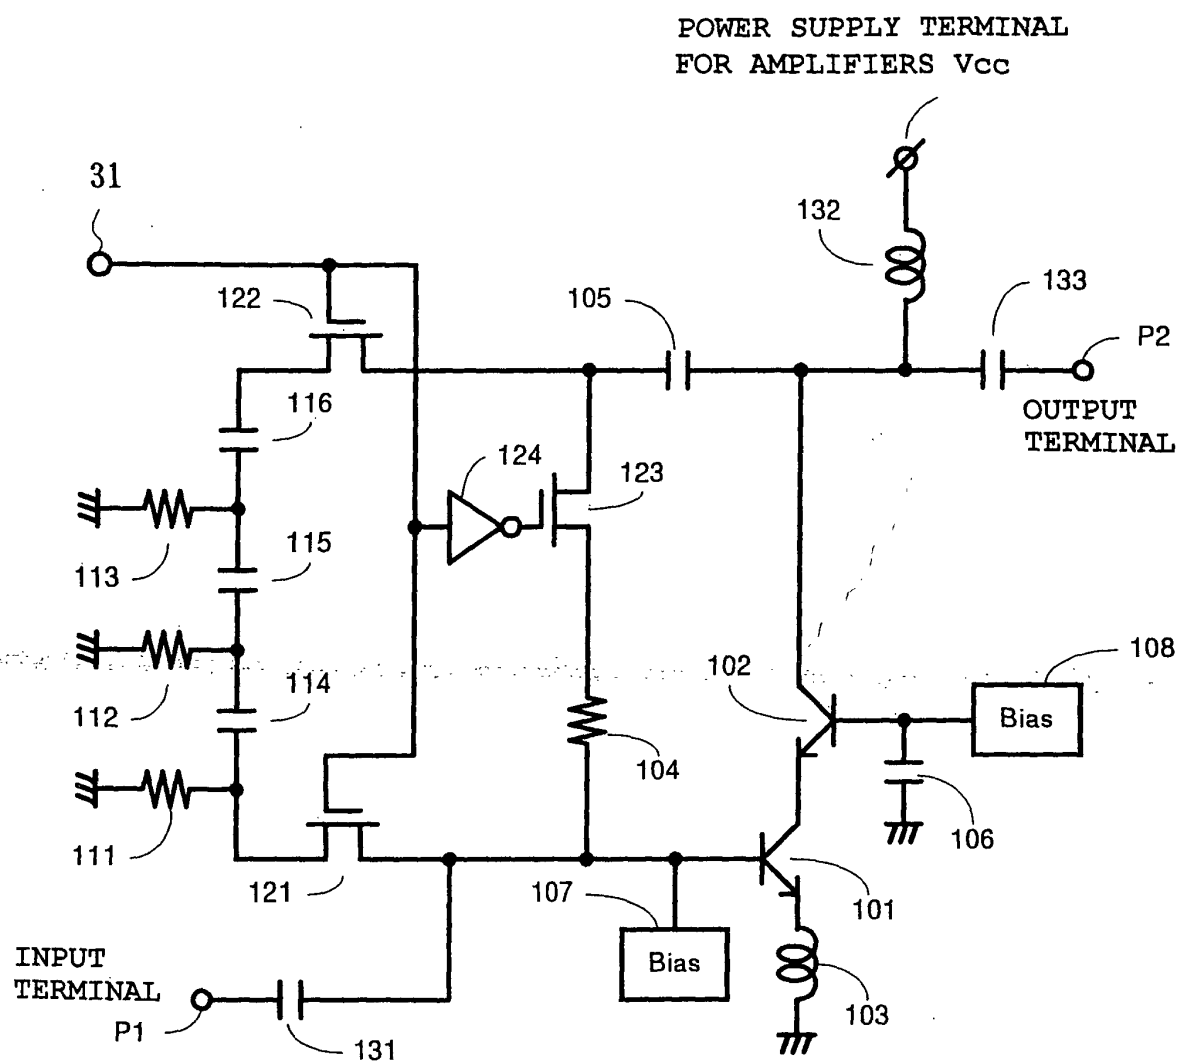 POWER SUPPLY TERMINAL
FOR AMPLIFIERS Vcc
31
132
122
105
133
P2
116
OUTPUT
TERMINAL
124
123
115
113
108
102
114
Bias
112
104
106
111
121
107
101
INPUT
TERMINAL
Bias
P1
103
131